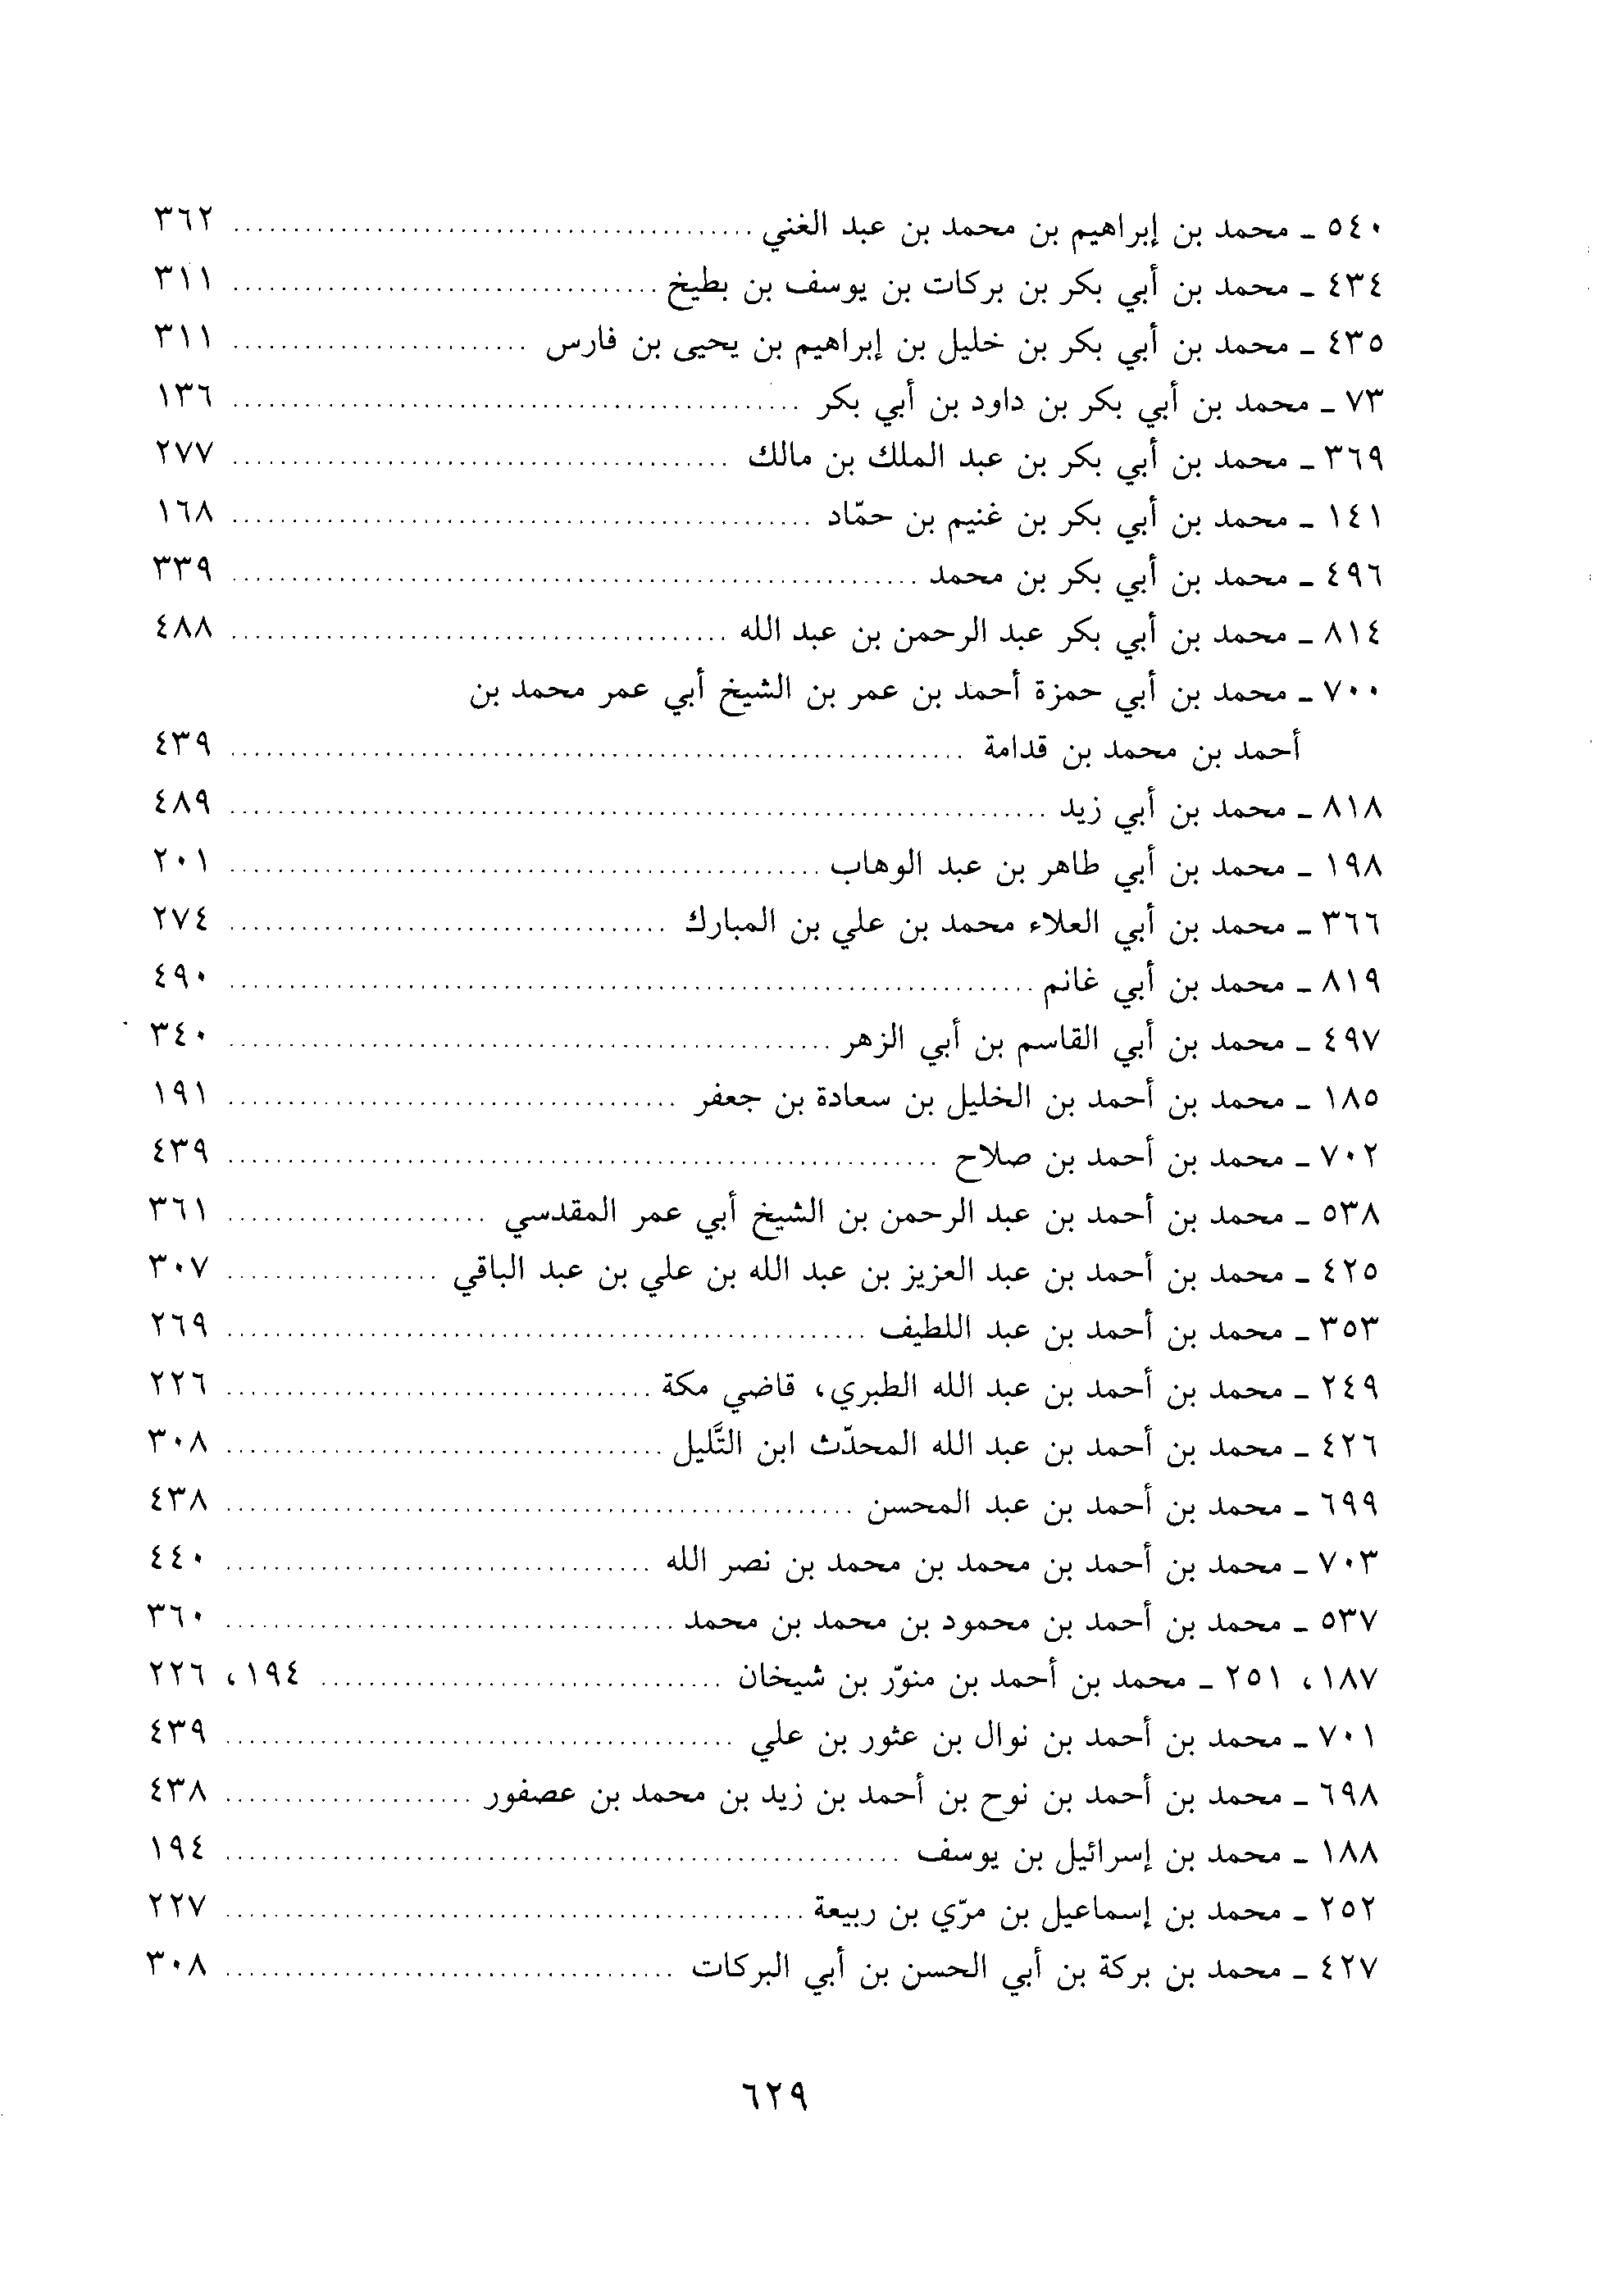 ٥٤٠ - محمد بن إبراهيم بن محمد بن عبد الغني ........ ٣٦٢
٤٣٤ - محمد بن أبي بكر بن بركات بن يوسف بن بطيخ ........ ٣١١
٤٣٥ - محمد بن أبي بكر بن خليل بن إبراهيم بن يحيى بن فارس ........ ٣١١
٧٣ - محمد بن أبي بكر بن داود بن أبي بكر ........ ١٣٦
٣٦٩ - محمد بن أبي بكر بن عبد الملك بن مالك ........ ٢٧٧
١٤١ - محمد بن أبي بكر بن غنيم بن حمّاد ........ ١٦٨
٤٩٦ - محمد بن أبي بكر بن محمد ........ ٣٣٩
٨١٤ - محمد بن أبي بكر عبد الرحمن بن عبد الله ........ ٤٨٨
٧٠٠ - محمد بن أبي حمزة أحمد بن عمر بن الشيخ أبي عمر محمد بن
أحمد بن محمد بن قدامة ........ ٤٣٩
٨١٨ - محمد بن أبي زيد ........ ٤٨٩
١٩٨ - محمد بن أبي طاهر بن عبد الوهاب ........ ٢٠١
٣٦٦ - محمد بن أبي العلاء محمد بن علي بن المبارك ........ ٢٧٤
٨١٩ - محمد بن أبي غانم ........ ٤٩٠
٤٩٧ - محمد بن أبي القاسم بن أبي الزهر ........ ٣٤٠
١٨٥ - محمد بن أحمد بن الخليل بن سعادة بن جعفر ........ ١٩١
٧٠٢ - محمد بن أحمد بن صلاح ........ ٤٣٩
٥٣٨ - محمد بن أحمد بن عبد الرحمن بن الشيخ أبي عمر المقدسي ........ ٣٦١
٤٢٥ - محمد بن أحمد بن عبد العزيز بن عبد الله بن علي بن عبد الباقي ........ ٣٠٧
٣٥٣ - محمد بن أحمد بن عبد اللطيف ........ ٢٦٩
٢٤٩ - محمد بن أحمد بن عبد الله الطبري، قاضي مكة ........ ٢٢٦
٤٢٦ - محمد بن أحمد بن عبد الله المحدّث ابن التَّليل ........ ٣٠٨
٦٩٩ - محمد بن أحمد بن عبد المحسن ........ ٤٣٨
٧٠٣ - محمد بن أحمد بن محمد بن محمد بن نصر الله ........ ٤٤٠
٥٣٧ - محمد بن أحمد بن محمود بن محمد بن محمد ........ ٣٦٠
١٨٧، ٢٥١ - محمد بن أحمد بن منوّر بن شيخان ........ ١٩٤، ٢٢٦
٧٠١ - محمد بن أحمد بن نوال بن عثور بن علي ........ ٤٣٩
٦٩٨ - محمد بن أحمد بن نوح بن أحمد بن زيد بن محمد بن عصفور ........ ٤٣٨
١٨٨ - محمد بن إسرائيل بن يوسف ........ ١٩٤
٢٥٢ - محمد بن إسماعيل بن مرّي بن ربيعة ........ ٢٢٧
٤٢٧ - محمد بن بركة بن أبي الحسن بن أبي البركات ........ ٣٠٨
٦٢٩